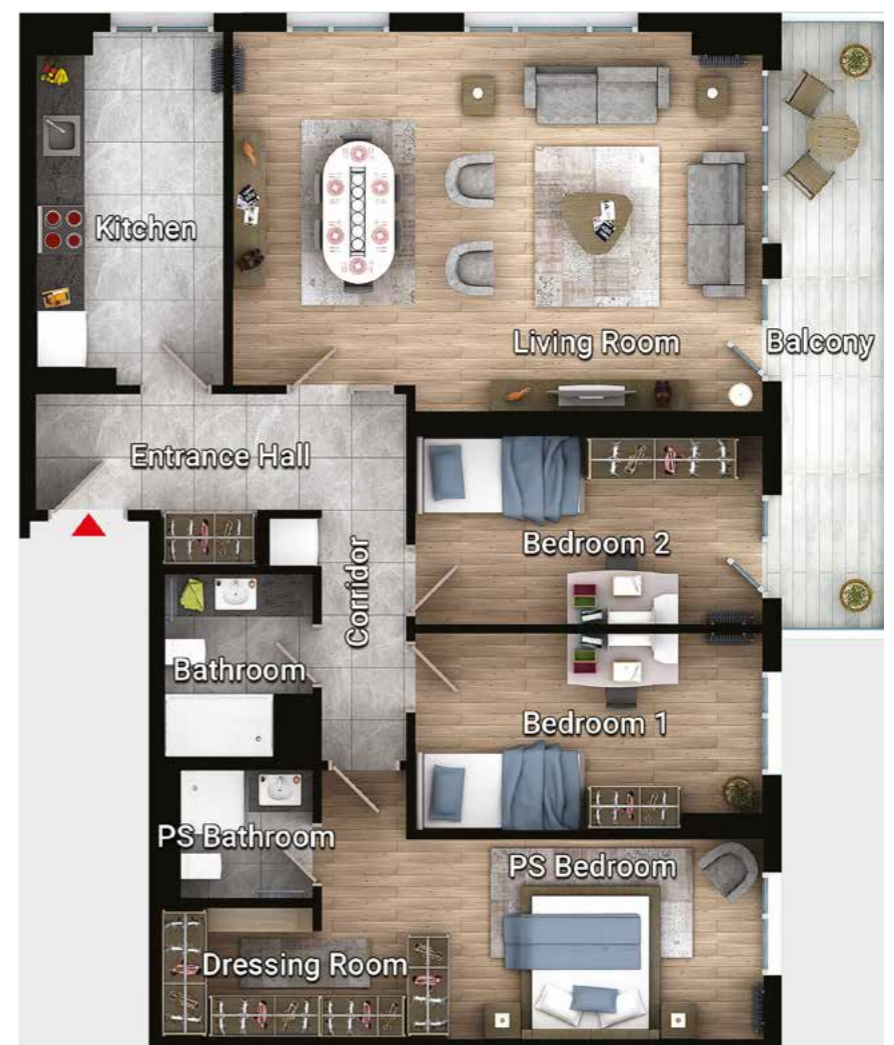 Kitchen
Living Room
Balcony
Entrance Hall
Bedroom 2
Corridor
Bathroom
Bedroom 1
PS Bathroom
PS Bedroom
Dressing Room